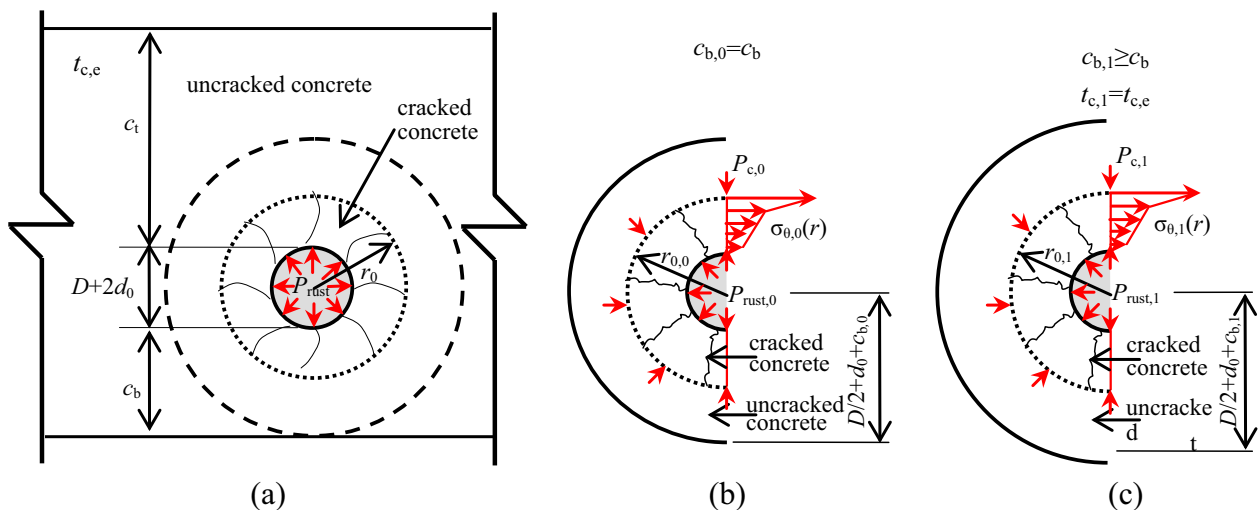 t_c,e
uncracked concrete
cracked
concrete
c_t
D+2d_0
P_rust
r_0
c_b
(a)
c_b,0=c_b
P_c,0
σ_θ,0(r)
r_0,0
P_rust,0
cracked
concrete
uncracked
concrete
D/2+d_0+c_b,0
(b)
c_b,1≥c_b
t_c,1=t_c,e
P_c,1
σ_θ,1(r)
r_0,1
P_rust,1
cracked
concrete
uncracke
d
t
D/2+d_0+c_b,1
(c)